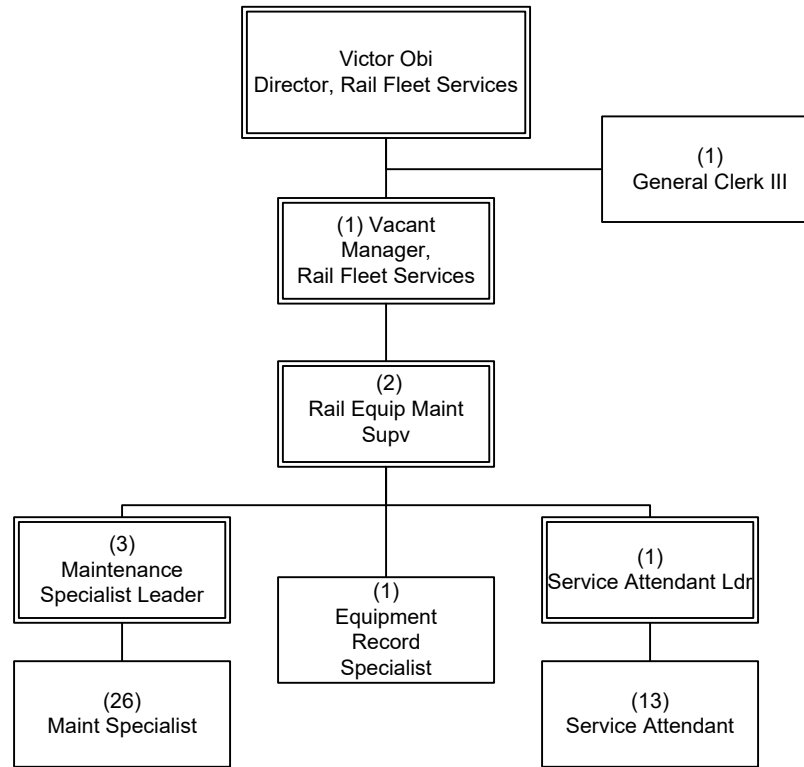 Victor Obi
Director, Rail Fleet Services
(1)
General Clerk III
(1) Vacant
Manager,
Rail Fleet Services
(2)
Rail Equip Maint
Supv
(3)
Maintenance
Specialist Leader
(1)
Equipment
Record
Specialist
(1)
Service Attendant Ldr
(26)
Maint Specialist
(13)
Service Attendant